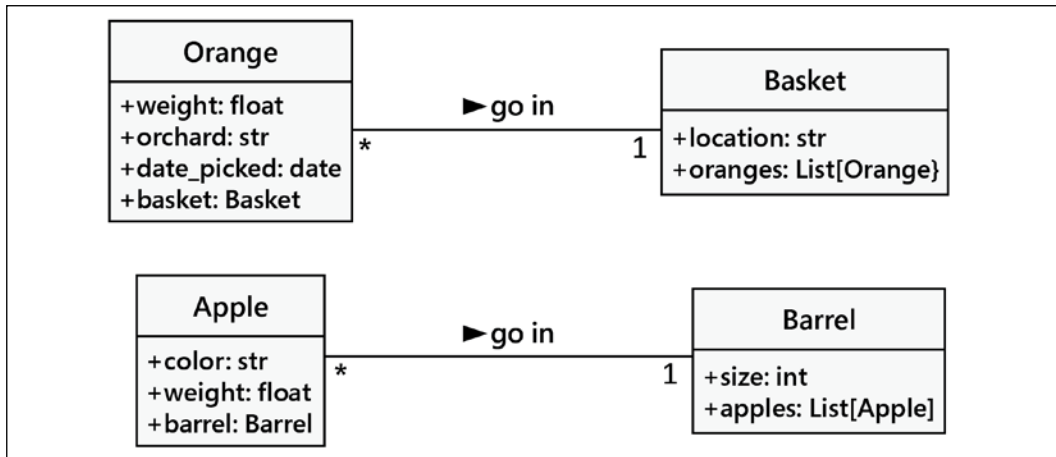 Orange
+weight: float
+orchard: str
+date_picked: date
+basket: Basket
►go in
*
1
Basket
+location: str
+oranges: List[Orange}
Apple
+color: str
+weight: float
+barrel: Barrel
►go in
*
1
Barrel
+size: int
+apples: List[Apple]